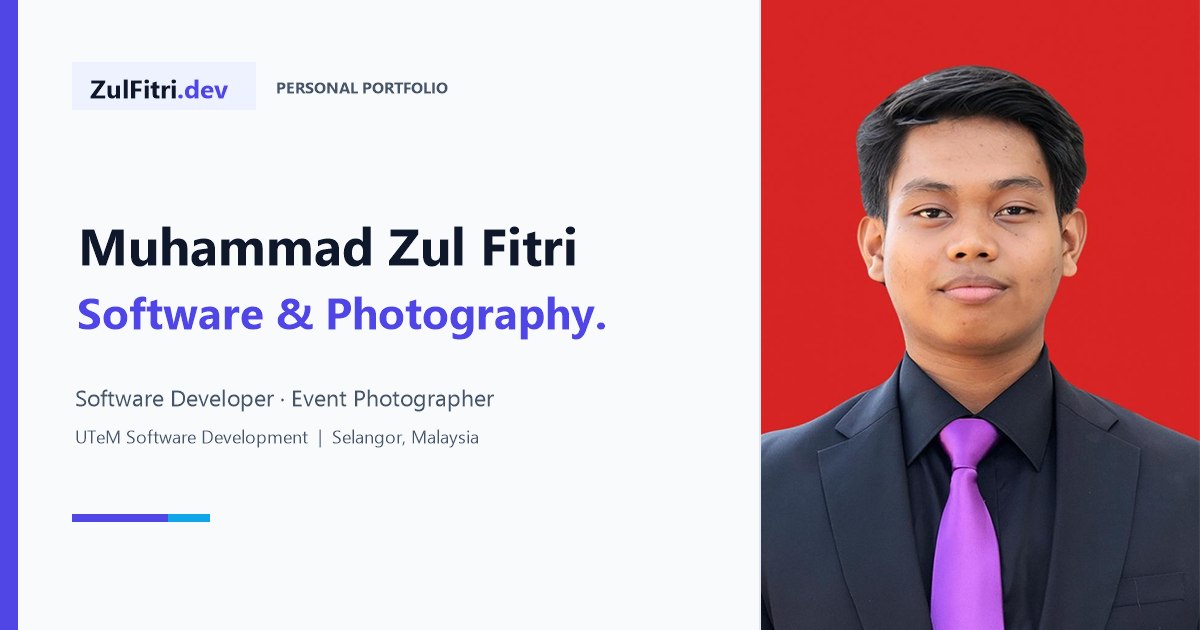 ZulFitri.dev
PERSONAL PORTFOLIO
Muhammad Zul Fitri
Software & Photography.
Software Developer · Event Photographer
UTeM Software Development | Selangor, Malaysia